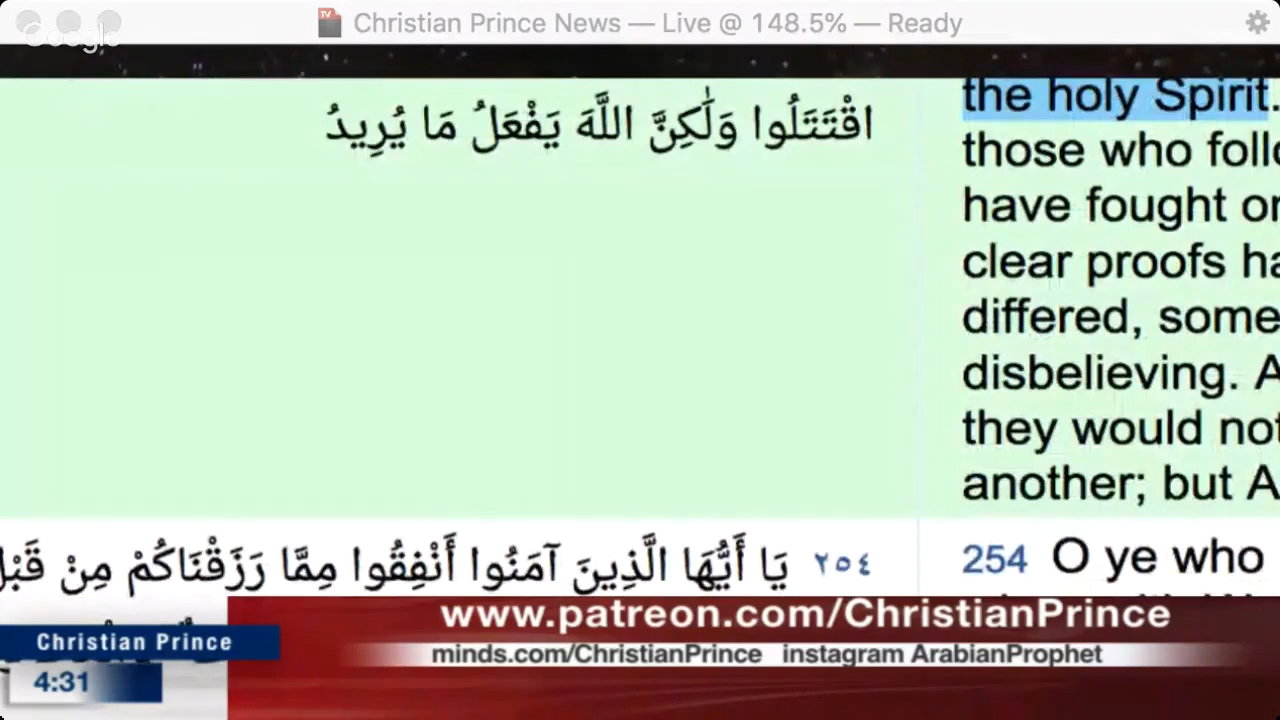 Christian Prince News — Live @ 148.5% — Ready
Google
اقْتَتَلُوا وَلَٰكِنَّ اللَّهَ يَفْعَلُ مَا يُرِيدُ
the holy Spirit.
those who follo
have fought or
clear proofs ha
differed, some
disbelieving. A
they would not
another; but A
٢٥٤ يَا أَيُّهَا الَّذِينَ آمَنُوا أَنْفِقُوا مِمَّا رَزَقْنَاكُمْ مِنْ قَبْل
254 O ye who
www.patreon.com/ChristianPrince
Christian Prince
minds.com/ChristianPrince instagram ArabianProphet
4:31